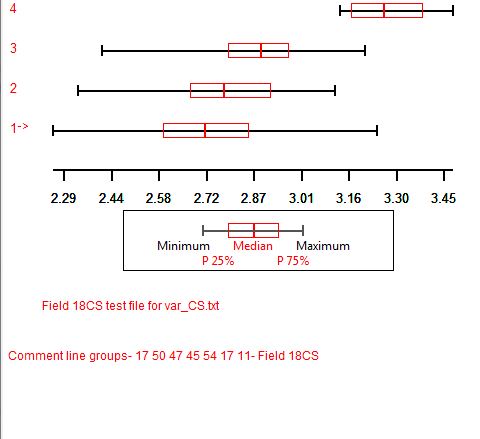 4
3
2
1->
2.29 2.44 2.58 2.72 2.87 3.01 3.16 3.30 3.45
Minimum Median Maximum
P 25% P 75%
Field 18CS test file for var_CS.txt
Comment line groups- 17 50 47 45 54 17 11- Field 18CS